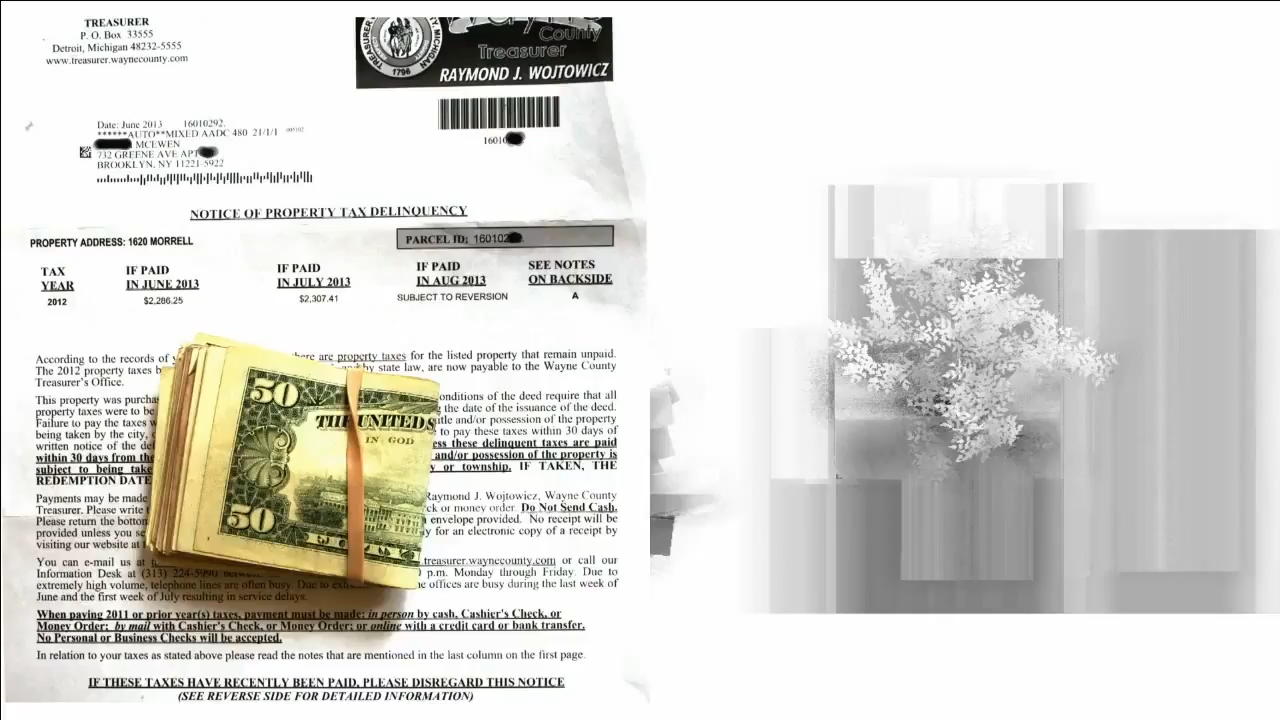 TREASURER
P. O. Box 33555
Detroit, Michigan 48232-5555
www.treasurer.waynecounty.com
TREASURER
MICHIGAN
1796
Wayne
County
Treasurer
RAYMOND J. WOJTOWICZ
Date: June 2013 16010292.
******AUTO**MIXED AADC 480 21/1/1
MCEWEN
732 GREENE AVE APT
BROOKLYN, NY 11221-5922
1601
NOTICE OF PROPERTY TAX DELINQUENCY
PROPERTY ADDRESS: 1620 MORRELL
PARCEL ID: 160102
TAX YEAR
IF PAID IN JUNE 2013
IF PAID IN JULY 2013
IF PAID IN AUG 2013
SEE NOTES ON BACKSIDE
2012 $2,286.25 $2,307.41 SUBJECT TO REVERSION A
According to the records of there are property taxes for the listed property that remain unpaid.
The 2012 property taxes by state law, are now payable to the Wayne County
Treasurer's Office.
This property was conditions of the deed require that all
property taxes were to be the date of the issuance of the deed.
Failure to pay the taxes and/or possession of the property
being taken by the city, to pay these taxes within 30 days of
written notice of the these delinquent taxes are paid
within 30 days from the and/or possession of the property is
subject to being or township. IF TAKEN, THE
REDEMPTION DATE
Payments may be made Raymond J. Wojtowicz, Wayne County
Treasurer. Please write or money order. Do Not Send Cash.
Please return the envelope provided. No receipt will be
provided unless you for an electronic copy of a receipt by
visiting our website at
You can e-mail us at treasurer.waynecounty.com or call our
Information Desk at (313) 224-5990 p.m. Monday through Friday. Due to
extremely high volume, telephone lines are often busy. Due to offices are busy during the last week of
June and the first week of July resulting in service delays.
When paying 2011 or prior year(s) taxes, payment must be made: in person by cash, Cashier's Check, or
Money Order; by mail with Cashier's Check, or Money Order; or online with a credit card or bank transfer.
No Personal or Business Checks will be accepted.
In relation to your taxes as stated above please read the notes that are mentioned in the last column on the first page.
IF THESE TAXES HAVE RECENTLY BEEN PAID, PLEASE DISREGARD THIS NOTICE
(SEE REVERSE SIDE FOR DETAILED INFORMATION)
50
THE UNITED S
IN GOD
50